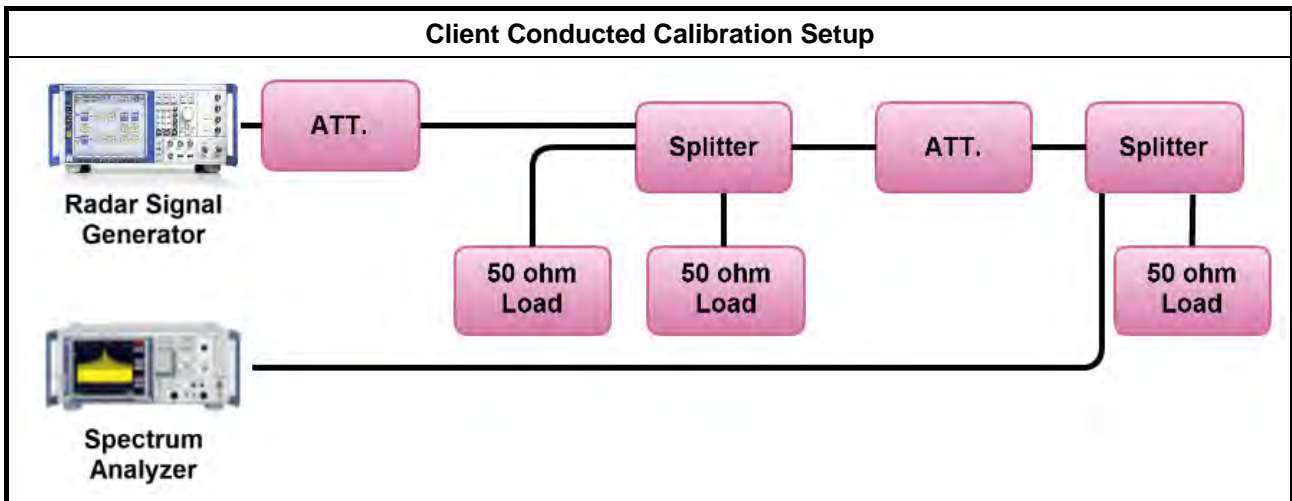 Client Conducted Calibration Setup
ATT.
Splitter
ATT.
Splitter
Radar Signal
Generator
50 ohm
Load
50 ohm
Load
50 ohm
Load
Spectrum
Analyzer